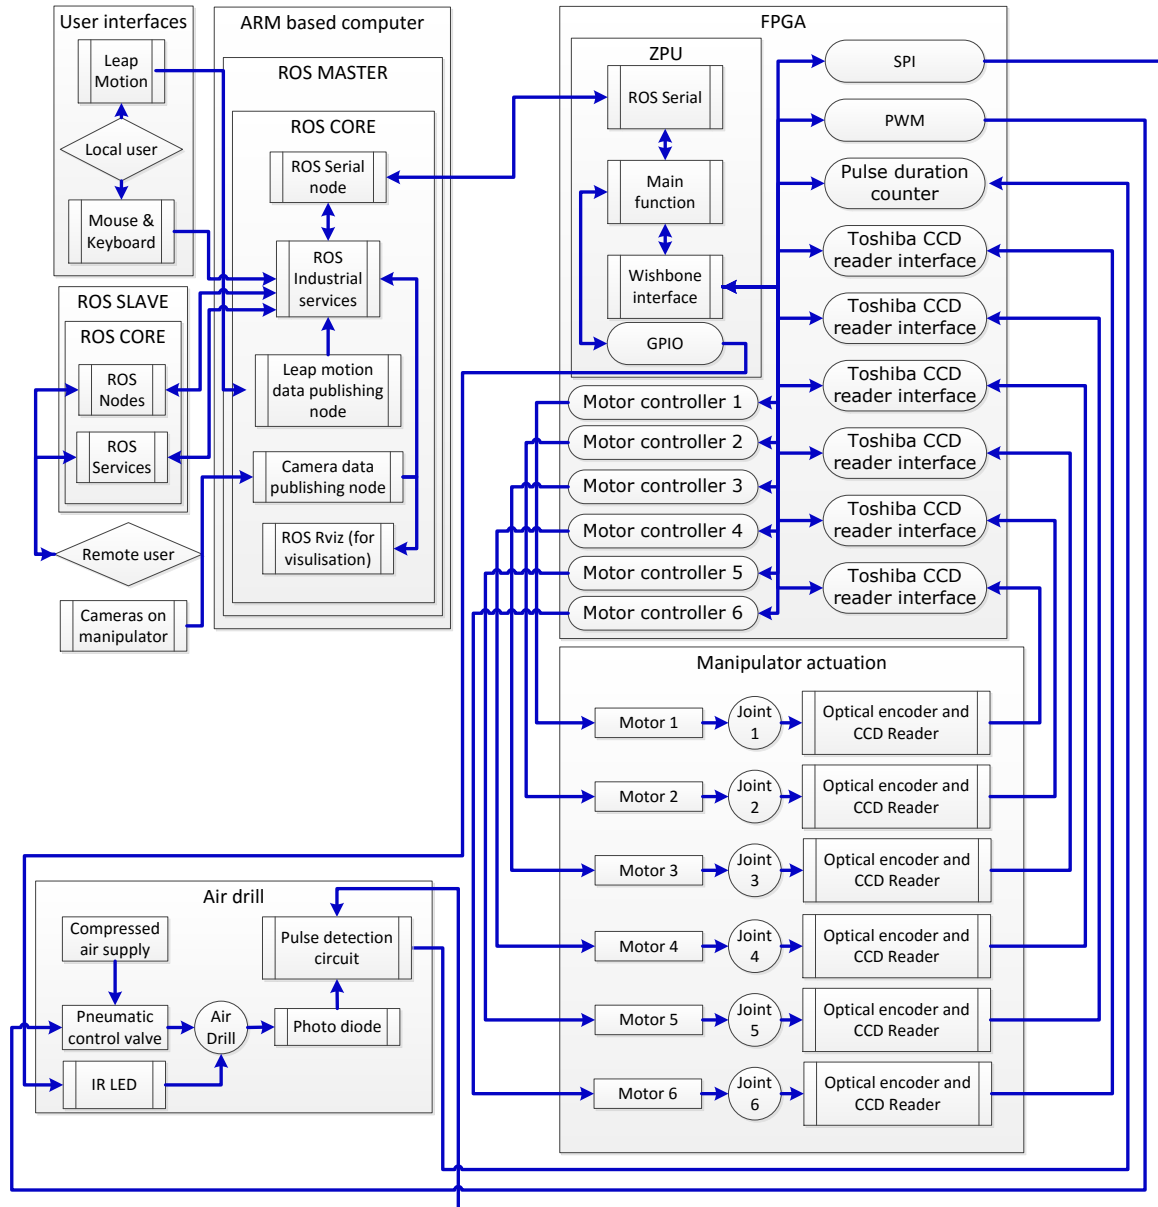 User interfaces
Leap
Motion
Local user
Mouse &
Keyboard
ROS SLAVE
ROS CORE
ROS
Nodes
ROS
Services
Remote user
Cameras on
manipulator
ARM based computer
ROS MASTER
ROS CORE
ROS Serial
node
ROS
Industrial
services
Leap motion
data publishing
node
Camera data
publishing node
ROS Rviz (for
visulisation)
FPGA
ZPU
ROS Serial
Main
function
Wishbone
interface
GPIO
Motor controller 1
Motor controller 2
Motor controller 3
Motor controller 4
Motor controller 5
Motor controller 6
SPI
PWM
Pulse duration
counter
Toshiba CCD
reader interface
Toshiba CCD
reader interface
Toshiba CCD
reader interface
Toshiba CCD
reader interface
Toshiba CCD
reader interface
Toshiba CCD
reader interface
Manipulator actuation
Motor 1
Joint
1
Optical encoder and
CCD Reader
Motor 2
Joint
2
Optical encoder and
CCD Reader
Motor 3
Joint
3
Optical encoder and
CCD Reader
Motor 4
Joint
4
Optical encoder and
CCD Reader
Motor 5
Joint
5
Optical encoder and
CCD Reader
Motor 6
Joint
6
Optical encoder and
CCD Reader
Air drill
Compressed
air supply
Pulse detection
circuit
Pneumatic
control valve
Air
Drill
Photo diode
IR LED